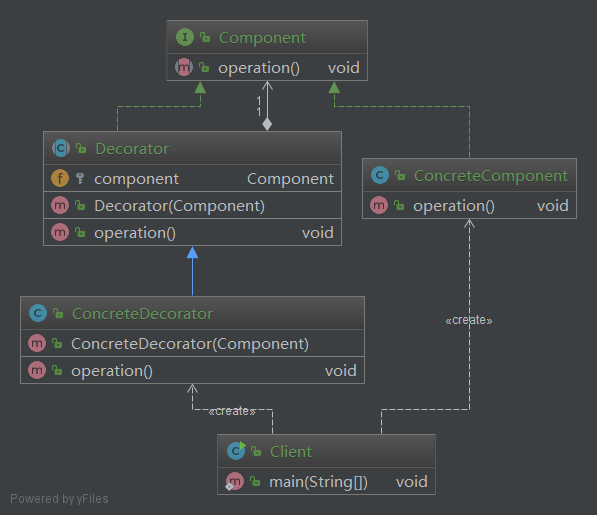 Component
operation() void
1
1
Decorator
component Component
Decorator(Component)
operation() void
ConcreteComponent
operation() void
ConcreteDecorator
ConcreteDecorator(Component)
operation() void
«create»
«create»
Client
main(String[]) void
Powered by yFiles